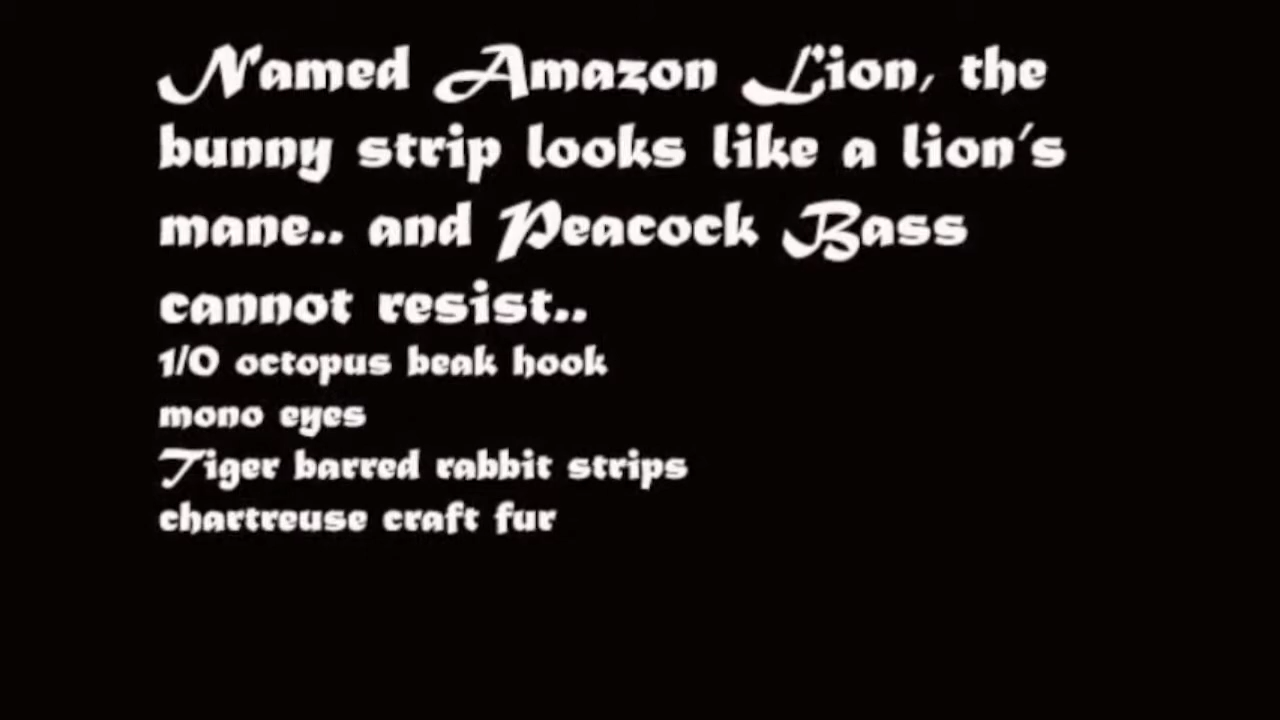 Named Amazon Lion, the
bunny strip looks like a lion's
mane.. and Peacock Bass
cannot resist..
1/0 octopus beak hook
mono eyes
Tiger barred rabbit strips
chartreuse craft fur